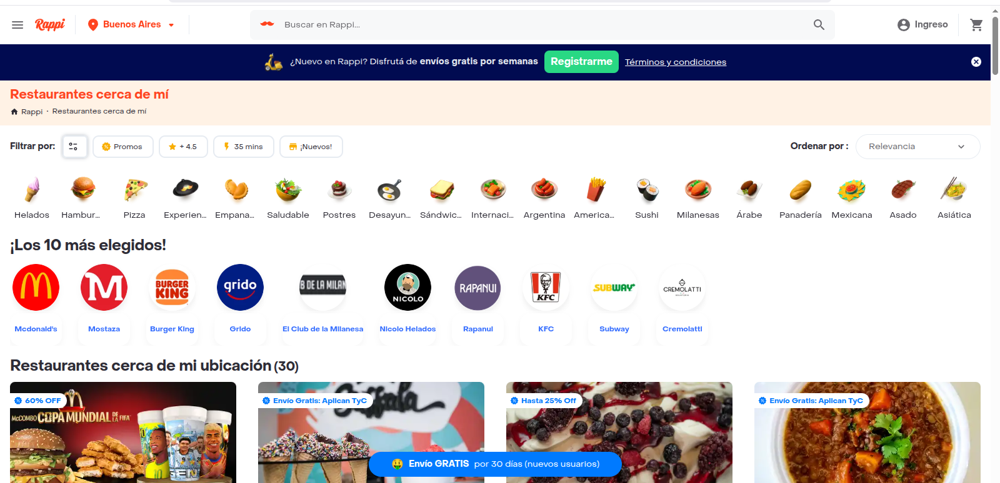 Rappi
Buenos Aires
Buscar en Rappi...
Ingreso
¿Nuevo en Rappi? Disfrutá de envíos gratis por semanas
Registrarme
Términos y condiciones
Restaurantes cerca de mí
Rappi · Restaurantes cerca de mí
Filtrar por:
Promos
+ 4.5
35 mins
¡Nuevos!
Ordenar por :
Relevancia
Helados
Hambur...
Pizza
Experien...
Empana...
Saludable
Postres
Desayun...
Sándwic...
Internaci...
Argentina
America...
Sushi
Milanesas
Árabe
Panadería
Mexicana
Asado
Asiática
¡Los 10 más elegidos!
BURGER
KING
grido
B DE LA MILAN
NICOLO
RAPANUI
KFC
SUBWAY
CREMOLATTI
Mcdonald's
Mostaza
Burger King
Grido
El Club de la Milanesa
Nicolo Helados
Rapanui
KFC
Subway
Cremolatti
Restaurantes cerca de mi ubicación (30)
60% OFF
McCOMBO COPA MUNDIAL DE LA FIFA
Envío Gratis: Aplican TyC
Hasta 25% Off
Envío Gratis: Aplican TyC
Envío GRATIS por 30 días (nuevos usuarios)